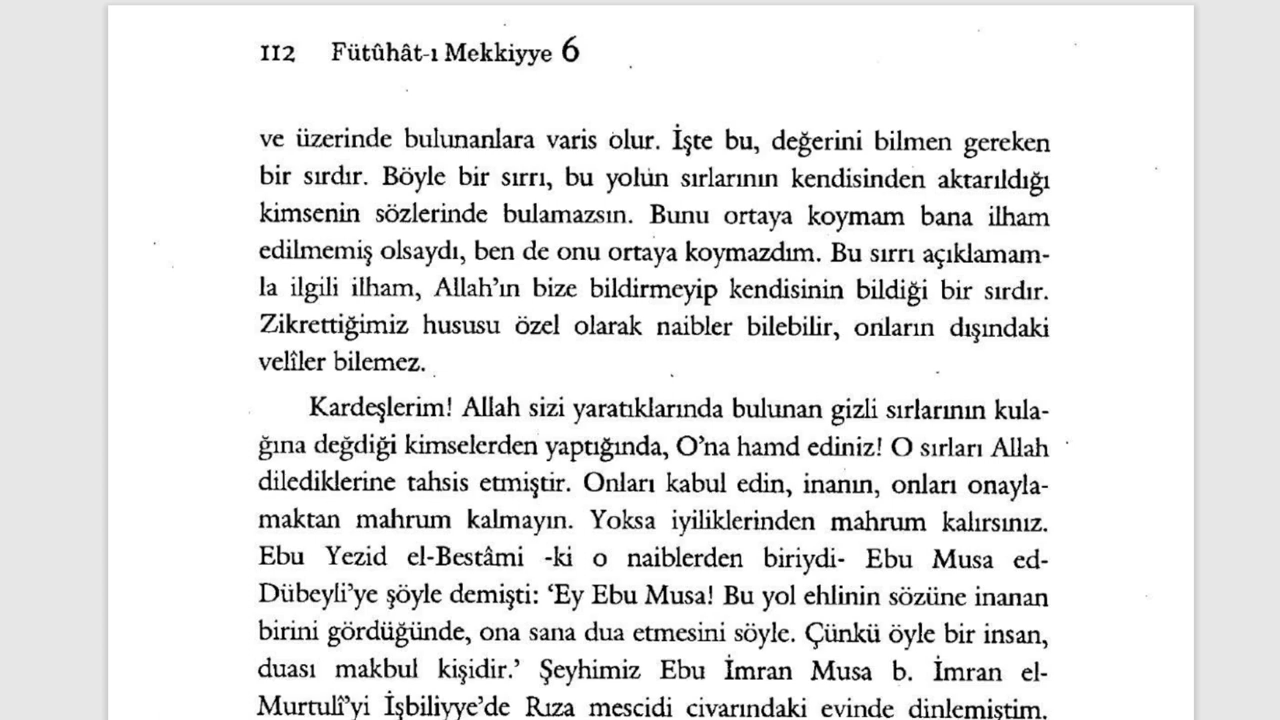 112 Fütûhât-ı Mekkiyye 6
ve üzerinde bulunanlara varis olur. İşte bu, değerini bilmen gereken
bir sırdır. Böyle bir sırrı, bu yolun sırlarının kendisinden aktarıldığı
kimsenin sözlerinde bulamazsın. Bunu ortaya koymam bana ilham
edilmemiş olsaydı, ben de onu ortaya koymazdım. Bu sırrı açıklamam-
la ilgili ilham, Allah’ın bize bildirmeyip kendisinin bildiği bir sırdır.
Zikrettiğimiz hususu özel olarak naibler bilebilir, onların dışındaki
velîler bilemez.
Kardeşlerim! Allah sizi yaratıklarında bulunan gizli sırlarının kula-
ğına değdiği kimselerden yaptığında, O’na hamd ediniz! O sırları Allah
dilediklerine tahsis etmiştir. Onları kabul edin, inanın, onları onayla-
maktan mahrum kalmayın. Yoksa iyiliklerinden mahrum kalırsınız.
Ebu Yezid el-Bestâmi -ki o naiblerden biriydi- Ebu Musa ed-
Dübeyli’ye şöyle demişti: ‘Ey Ebu Musa! Bu yol ehlinin sözüne inanan
birini gördüğünde, ona sana dua etmesini söyle. Çünkü öyle bir insan,
duası makbul kişidir.’ Şeyhimiz Ebu İmran Musa b. İmran el-
Murtulî’yi İşbiliyye’de Rıza mescidi civarındaki evinde dinlemiştim.